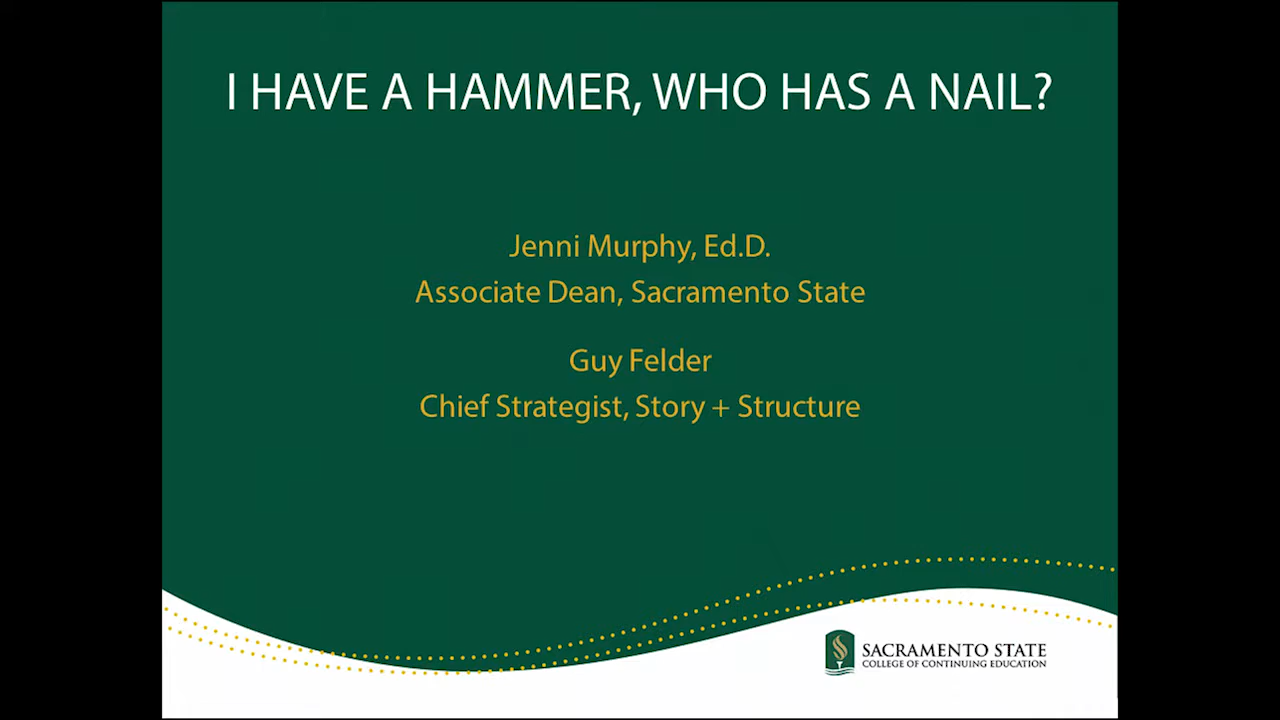 I HAVE A HAMMER, WHO HAS A NAIL?
Jenni Murphy, Ed.D.
Associate Dean, Sacramento State
Guy Felder
Chief Strategist, Story + Structure
SACRAMENTO STATE
COLLEGE OF CONTINUING EDUCATION